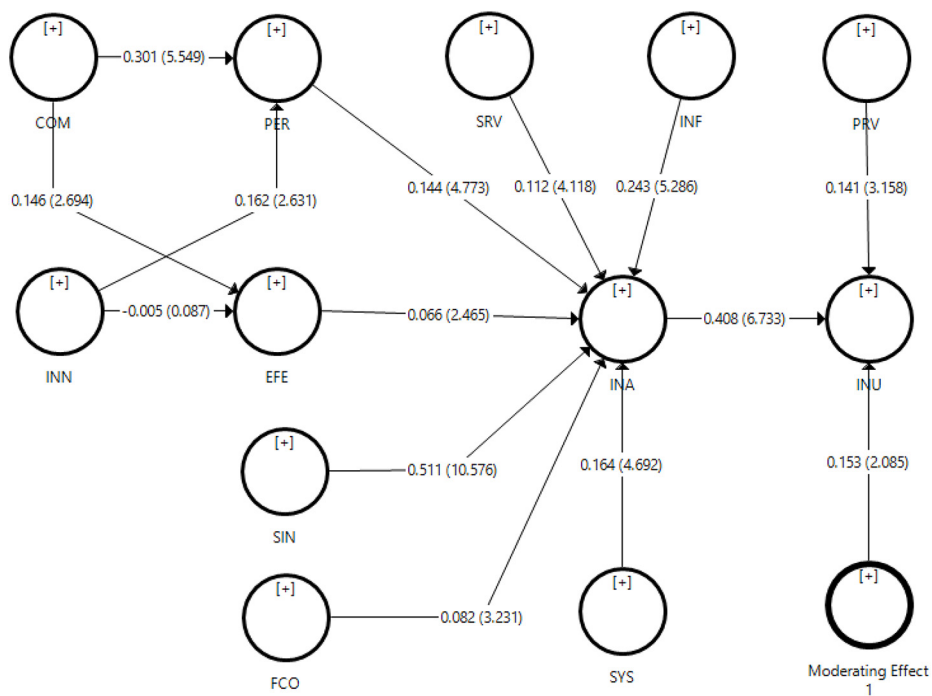 [+]
[+]
[+]
[+]
[+]
0.301 (5.549)
COM
PER
SRV
INF
PRV
0.146 (2.694)
0.162 (2.631)
0.144 (4.773)
0.112 (4.118)
0.243 (5.286)
0.141 (3.158)
[+]
[+]
[+]
[+]
-0.005 (0.087)
0.066 (2.465)
0.408 (6.733)
INN
EFE
INA
INU
[+]
0.511 (10.576)
0.164 (4.692)
0.153 (2.085)
SIN
[+]
[+]
[+]
0.082 (3.231)
FCO
SYS
Moderating Effect
1